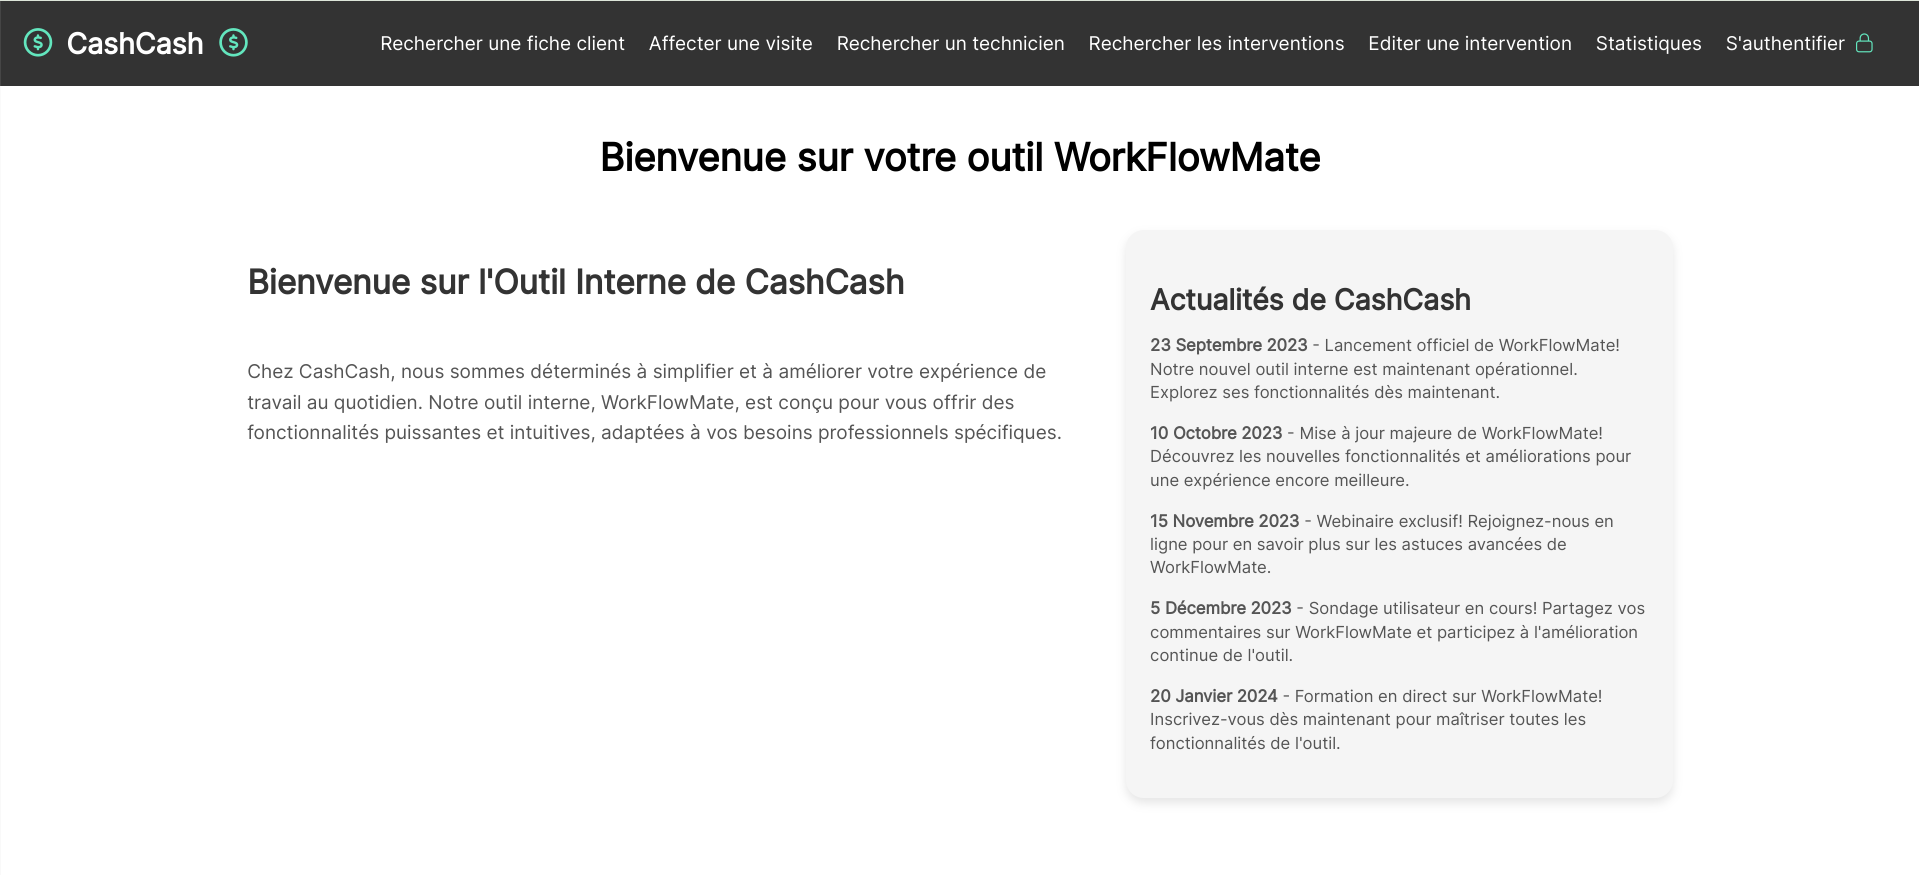 CashCash
Rechercher une fiche client
Affecter une visite
Rechercher un technicien
Rechercher les interventions
Editer une intervention
Statistiques
S'authentifier
Bienvenue sur votre outil WorkFlowMate
Bienvenue sur l'Outil Interne de CashCash
Chez CashCash, nous sommes déterminés à simplifier et à améliorer votre expérience de
travail au quotidien. Notre outil interne, WorkFlowMate, est conçu pour vous offrir des
fonctionnalités puissantes et intuitives, adaptées à vos besoins professionnels spécifiques.
Actualités de CashCash
23 Septembre 2023 - Lancement officiel de WorkFlowMate!
Notre nouvel outil interne est maintenant opérationnel.
Explorez ses fonctionnalités dès maintenant.
10 Octobre 2023 - Mise à jour majeure de WorkFlowMate!
Découvrez les nouvelles fonctionnalités et améliorations pour
une expérience encore meilleure.
15 Novembre 2023 - Webinaire exclusif! Rejoignez-nous en
ligne pour en savoir plus sur les astuces avancées de
WorkFlowMate.
5 Décembre 2023 - Sondage utilisateur en cours! Partagez vos
commentaires sur WorkFlowMate et participez à l'amélioration
continue de l'outil.
20 Janvier 2024 - Formation en direct sur WorkFlowMate!
Inscrivez-vous dès maintenant pour maîtriser toutes les
fonctionnalités de l'outil.